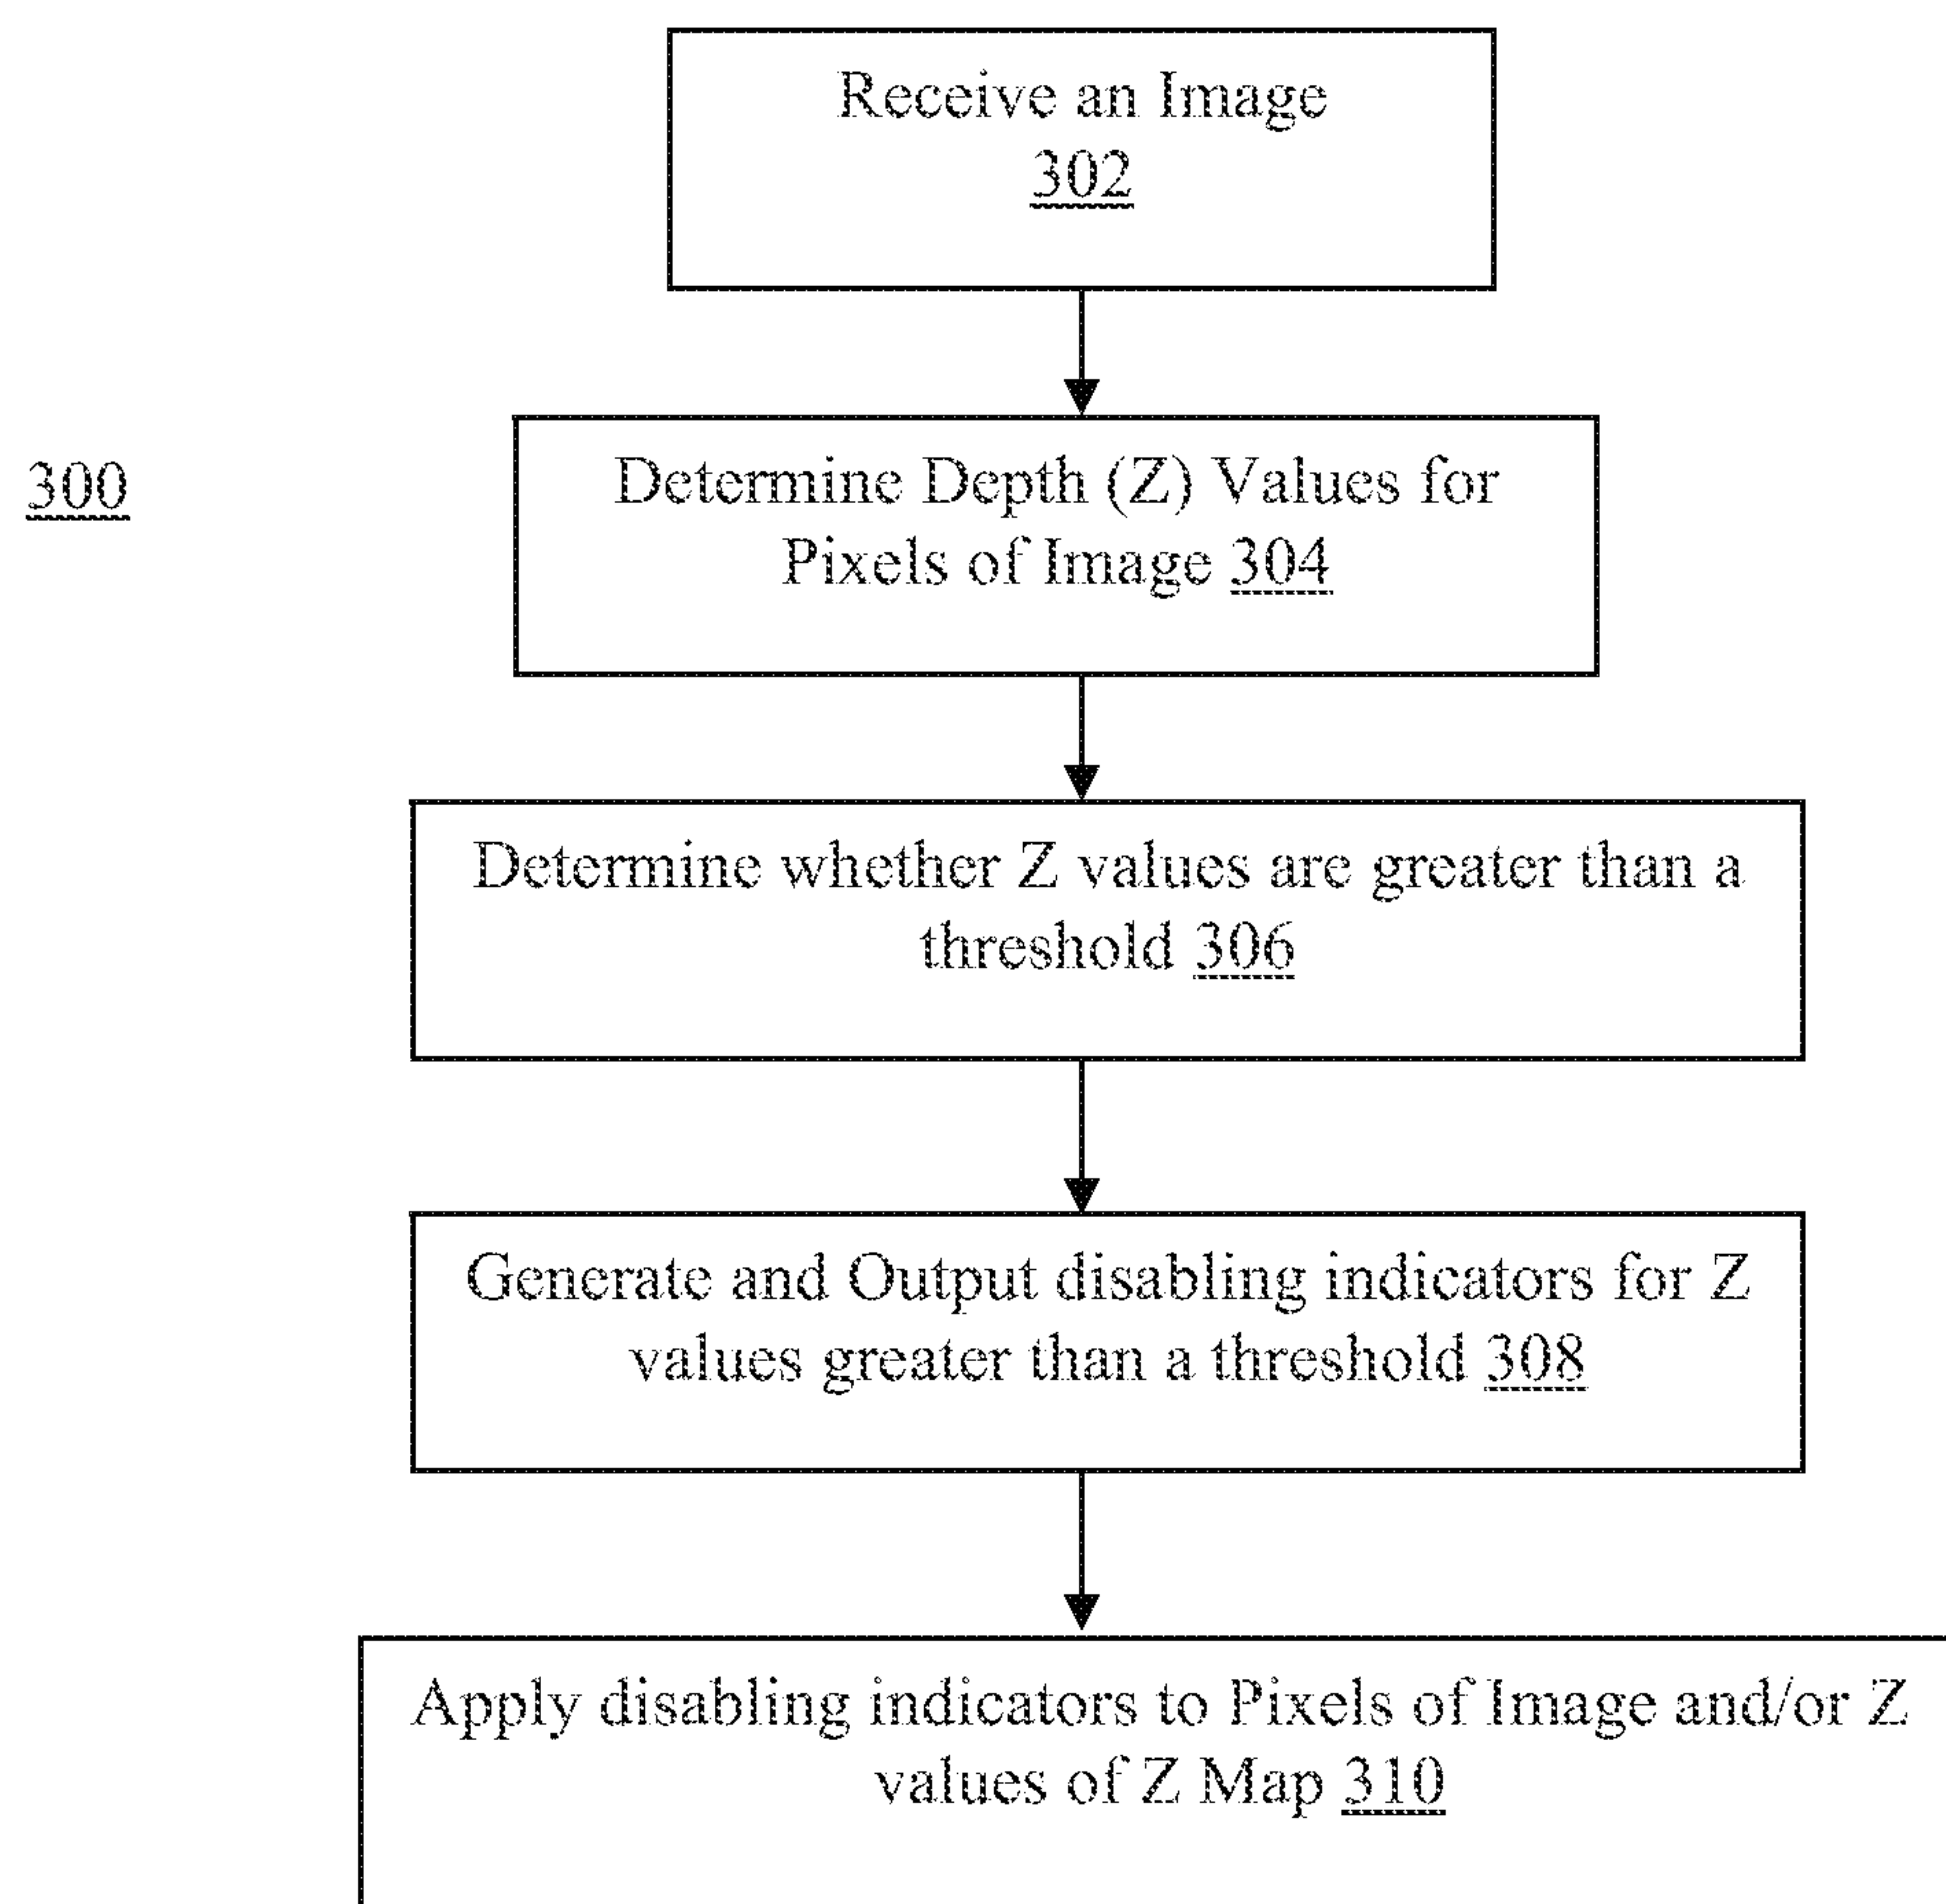 Receive an Image
302
300
Determine Depth (Z) Values for
Pixels of Image 304
Determine whether Z values are greater than a
threshold 306
Generate and Output disabling indicators for Z
values greater than a threshold 308
Apply disabling indicators to Pixels of Image and/or Z
values of Z Map 310